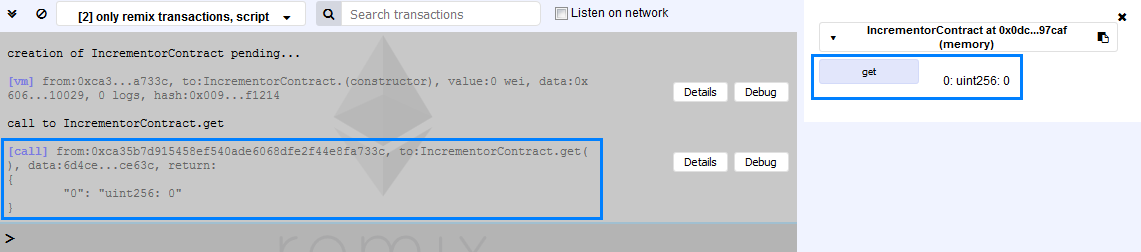 [2] only remix transactions, script
Search transactions
Listen on network
creation of IncrementorContract pending...
[vm] from:0xca3...a733c, to:IncrementorContract.(constructor), value:0 wei, data:0x
606...10029, 0 logs, hash:0x009...f1214
Details
Debug
call to IncrementorContract.get
[call] from:0xca35b7d915458ef540ade6068dfe2f44e8fa733c, to:IncrementorContract.get(
), data:6d4ce...ce63c, return:
{
"0": "uint256: 0"
}
Details
Debug
>
remix
IncrementorContract at 0x0dc...97caf
(memory)
get
0: uint256: 0